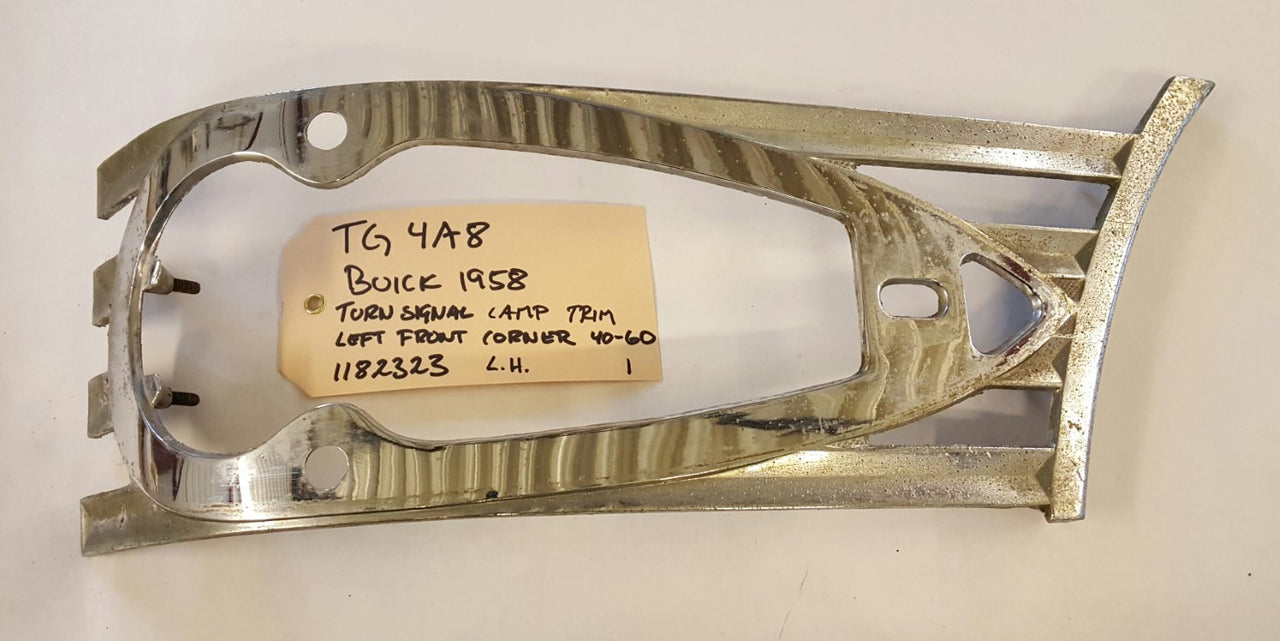 TG 4A8
BUICK 1958
TURN SIGNAL LAMP TRIM
LEFT FRONT CORNER 40-60
1182323 L.H. 1